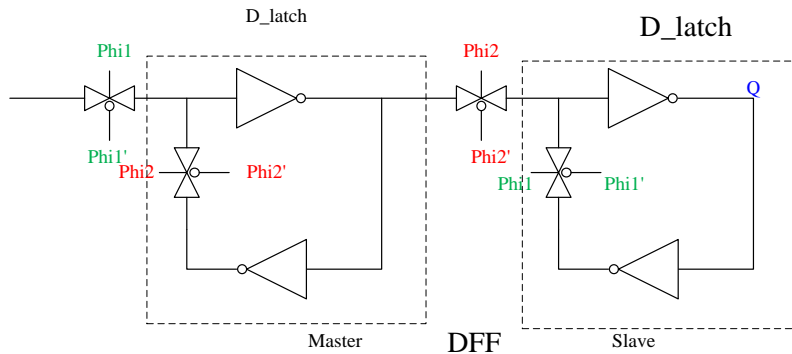 D_latch
D_latch
Phi1
Phi2
Q
Phi1'
Phi2'
Phi2
Phi2'
Phi1
Phi1'
Master
DFF
Slave